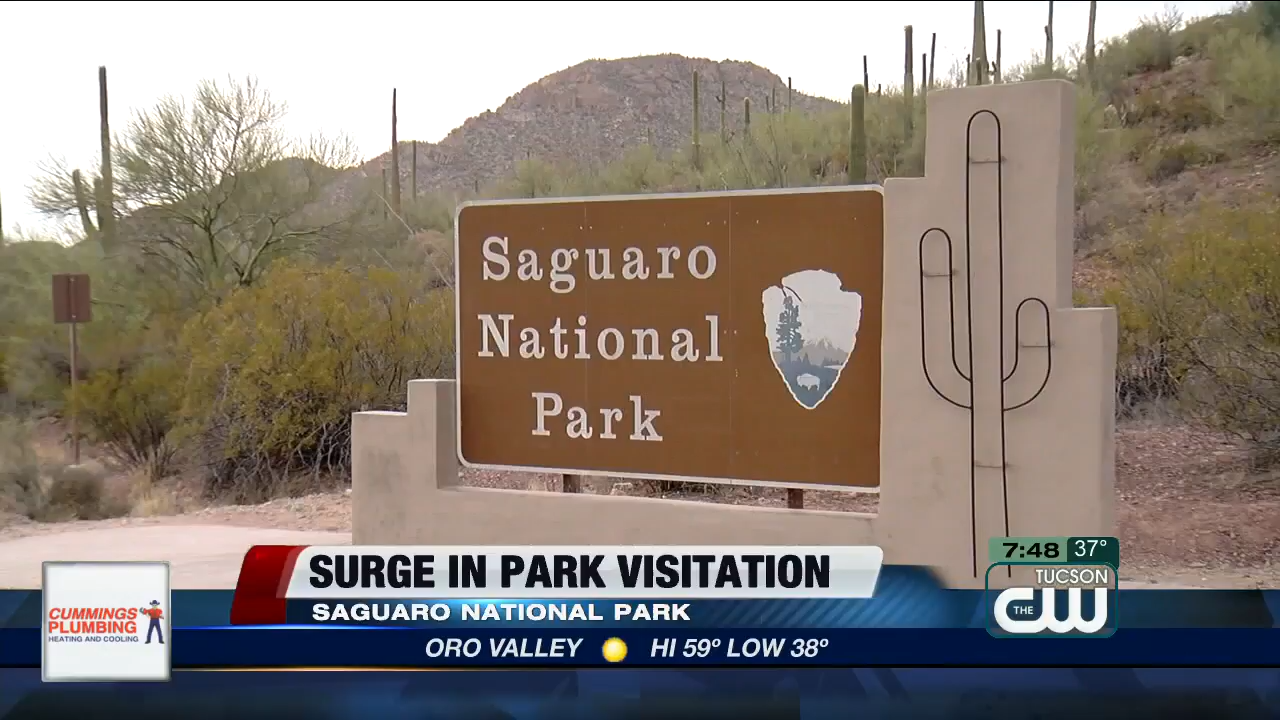 Saguaro
National
Park
SURGE IN PARK VISITATION
SAGUARO NATIONAL PARK
7:48 37°
TUCSON
THE CW
CUMMINGS
PLUMBING
HEATING AND COOLING
ORO VALLEY HI 59° LOW 38°